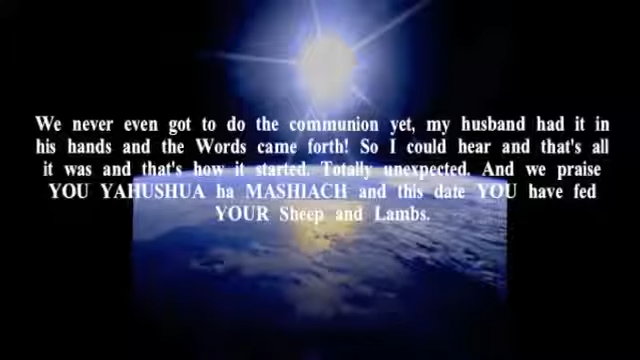 We never even got to do the communion yet, my husband had it in
his hands and the Words came forth! So I could hear and that's all
it was and that's how it started. Totally unexpected. And we praise
YOU YAHUSHUA ha MASHIACH and this date YOU have fed
YOUR Sheep and Lambs.